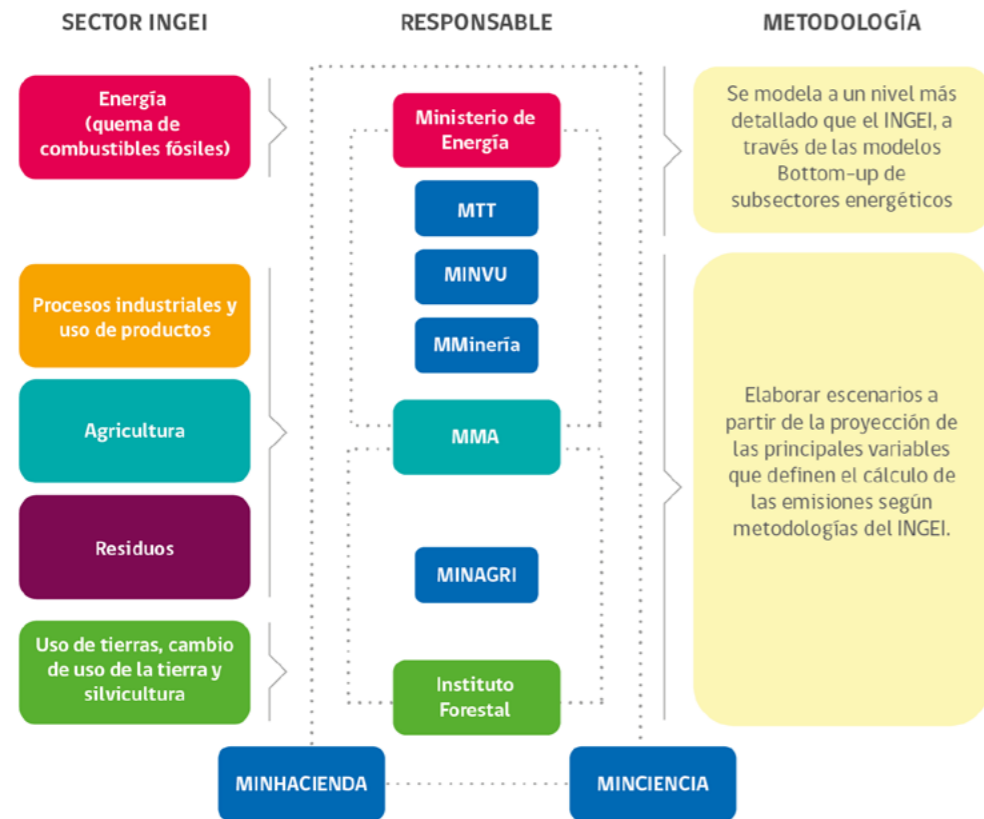 SECTOR INGEI
RESPONSABLE
METODOLOGÍA
Energía
(quema de
combustibles fósiles)
Procesos industriales y
uso de productos
Agricultura
Residuos
Uso de tierras, cambio
de uso de la tierra y
silvicultura
Ministerio de
Energía
MTT
MINVU
MMinería
MMA
MINAGRI
Instituto
Forestal
MINHACIENDA
MINCIENCIA
Se modela a un nivel más
detallado que el INGEI, a
través de las modelos
Bottom-up de
subsectores energéticos
Elaborar escenarios a
partir de la proyección de
las principales variables
que definen el cálculo de
las emisiones según
metodologías del INGEI.